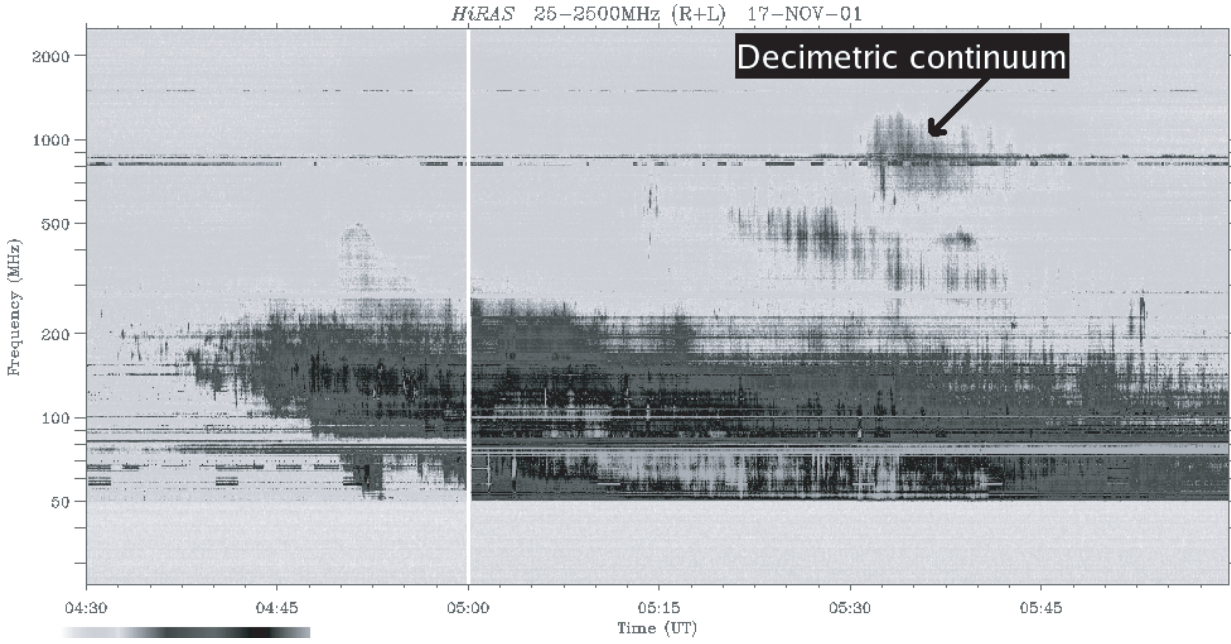 HiRAS 25-2500MHz (R+L) 17-NOV-01
Decimetric continuum
2000
1000
500
200
100
50
Frequency (MHz)
04:30 04:45 05:00 05:15 05:30 05:45
Time (UT)